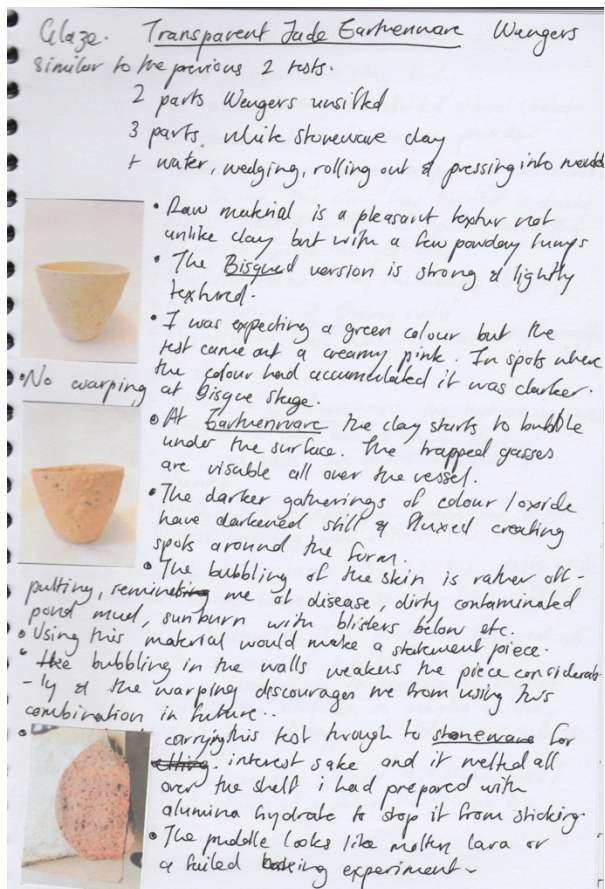 Glaze. Transparent Jade Earthenware Wengers
Similar to the previous 2 tests.
2 parts Wengers unsifted
3 parts white stoneware clay
+ water, wedging, rolling out & pressing into mould
• Raw material is a pleasant textur not
unlike clay but with a few powday lumps
• The Bisqued version is strong & lightly
textured.
• I was expecting a green colour but the
test came out a creamy pink. In spots where
the colour had accumulated it was darker.
• No warping at Bisque stage.
• At Earthenware the clay starts to bubble
under the surface. The trapped gasses
are visable all over the vessel.
• The darker gatherings of colour / oxide
have darkened still & fluxed creating
spots around the form.
• The bubbling of the skin is rather off-
putting, reminding me of disease, dirty contaminated
pond mud, sunburn with blisters below etc.
• Using this material would make a statement piece.
• the bubbling in the walls weakens the piece considerab-
-ly & the warping discourages me from using this
combination in future..
• carrying this test through to stoneware for
interest sake and it melted all
over the shelf i had prepared with
alumina hydrate to stop it from sticking.
• The puddle looks like molten lava or
a failed baking experiment-